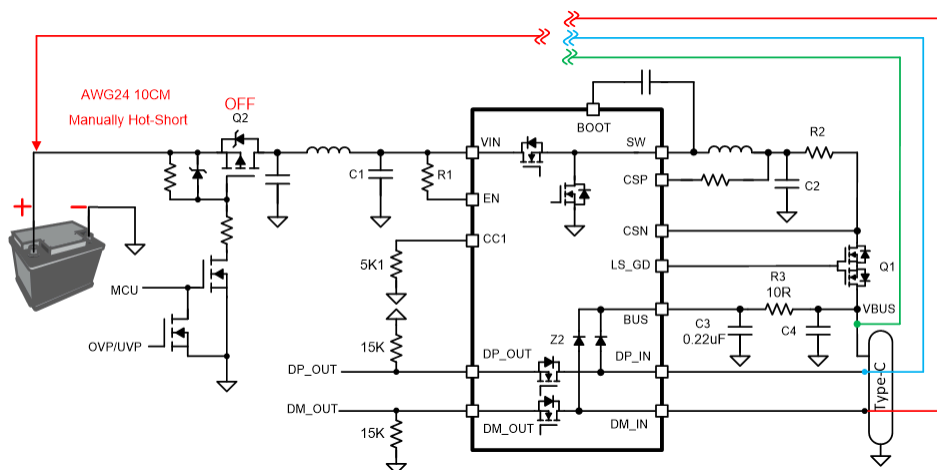 AWG24 10CM
Manually Hot-Short
OFF
Q2
BOOT
VIN
SW
R2
C1
R1
CSP
C2
EN
+
-
CC1
CSN
5K1
LS_GD
Q1
MCU
R3
10R
BUS
VBUS
OVP/UVP
15K
Z2
C3
0.22uF
C4
DP_OUT
DP_OUT
DP_IN
Type-C
DM_OUT
DM_OUT
DM_IN
15K